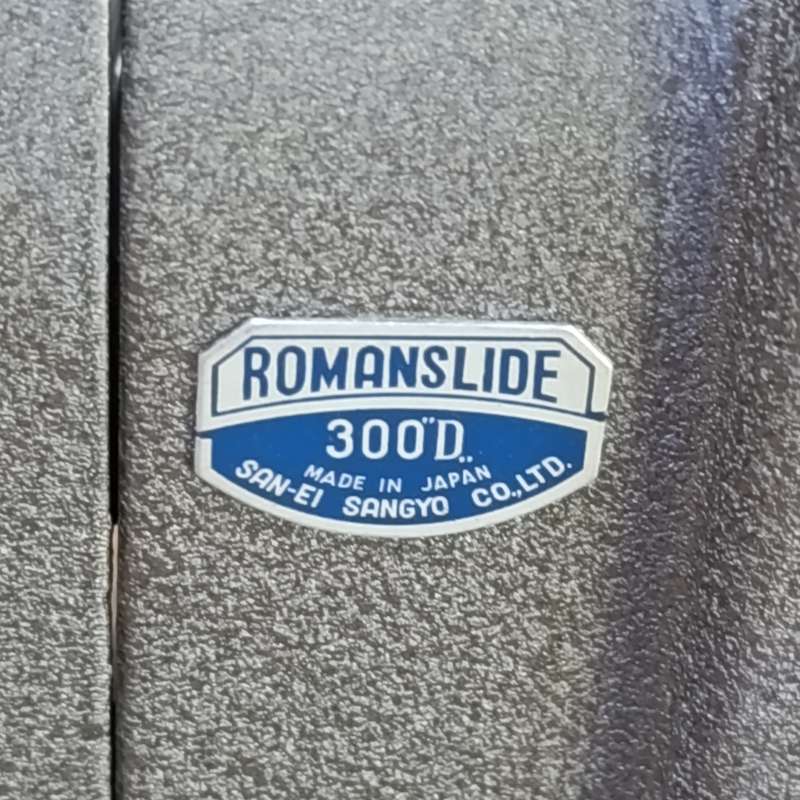 ROMANSLIDE
300"D„
MADE IN JAPAN
SAN-EI SANGYO CO.,LTD.